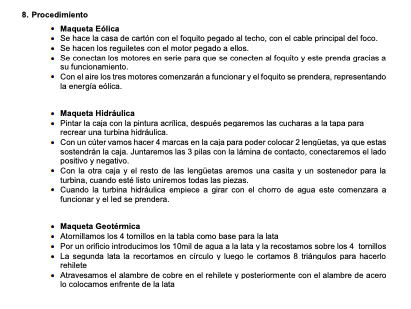 8. Procedimiento
• Maqueta Eólica
• Se hace la casa de cartón con el foquito pegado al techo, con el cable principal del foco.
• Se hacen los reguiletes con el motor pegado a ellos.
• Se conectan los motores en serie para que se conecten al foquito y este prenda gracias a
su funcionamiento.
• Con el aire los tres motores comenzarán a funcionar y el foquito se prendera, representando
la energía eólica.
• Maqueta Hidráulica
• Pintar la caja con la pintura acrílica, después pegaremos las cucharas a la tapa para
recrear una turbina hidráulica.
• Con un cúter vamos hacer 4 marcas en la caja para poder colocar 2 lengüetas, ya que estas
sostendrán la caja. Juntaremos las 3 pilas con la lámina de contacto, conectaremos el lado
positivo y negativo.
• Con la otra caja y el resto de las lengüetas aremos una casita y un sostenedor para la
turbina, cuando esté listo uniremos todas las piezas.
• Cuando la turbina hidráulica empiece a girar con el chorro de agua este comenzara a
funcionar y el led se prendera.
• Maqueta Geotérmica
• Atornillamos los 4 tornillos en la tabla como base para la lata
• Por un orificio introducimos los 10mil de agua a la lata y la recostamos sobre los 4 tornillos
• La segunda lata la recortamos en círculo y luego le cortamos 8 triángulos para hacerlo
rehilete
• Atravesamos el alambre de cobre en el rehilete y posteriormente con el alambre de acero
lo colocamos enfrente de la lata